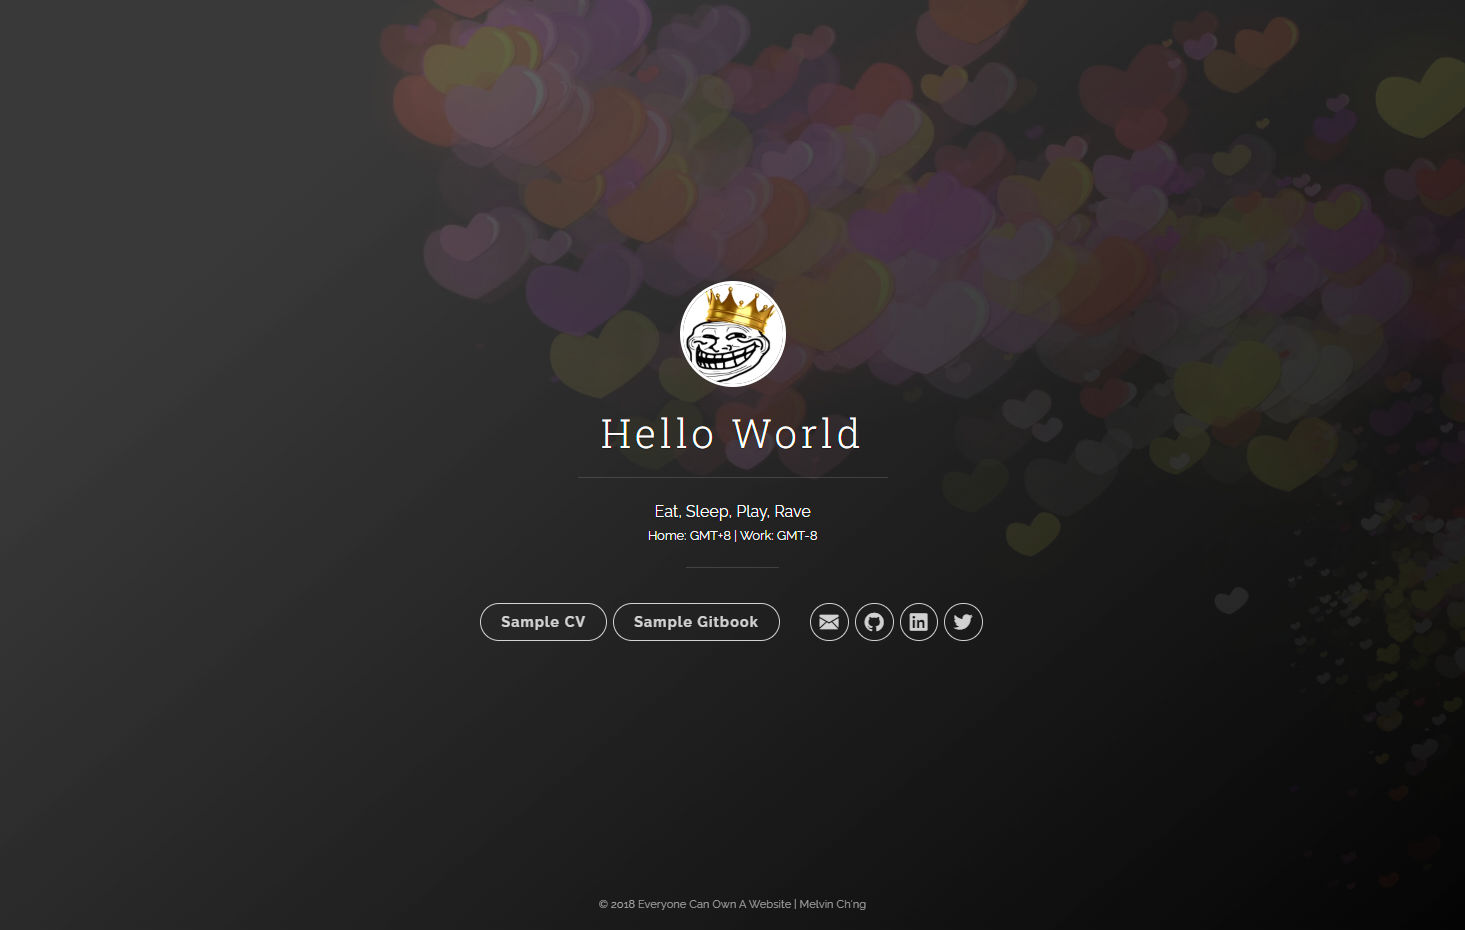 Hello World
Eat, Sleep, Play, Rave
Home: GMT+8 | Work: GMT-8
Sample CV
Sample Gitbook
in
© 2018 Everyone Can Own A Website | Melvin Ch'ng